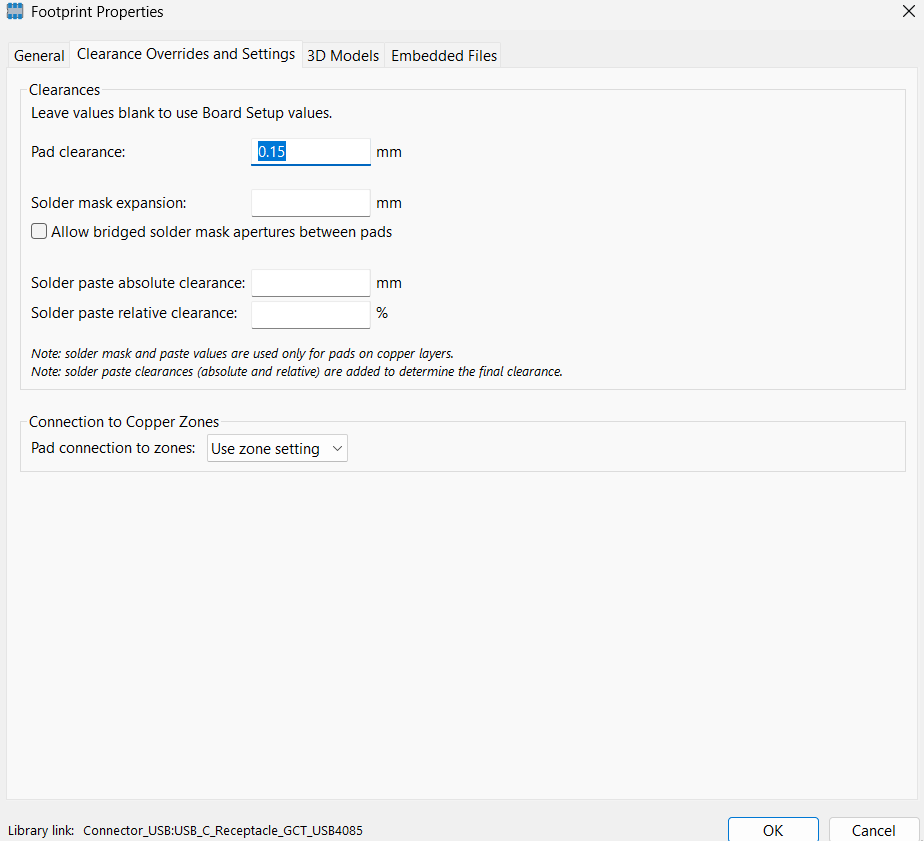 Footprint Properties
General Clearance Overrides and Settings 3D Models Embedded Files
Clearances
Leave values blank to use Board Setup values.
Pad clearance: 0.15 mm
Solder mask expansion: mm
Allow bridged solder mask apertures between pads
Solder paste absolute clearance: mm
Solder paste relative clearance: %
Note: solder mask and paste values are used only for pads on copper layers.
Note: solder paste clearances (absolute and relative) are added to determine the final clearance.
Connection to Copper Zones
Pad connection to zones: Use zone setting
Library link: Connector_USB:USB_C_Receptacle_GCT_USB4085 OK Cancel